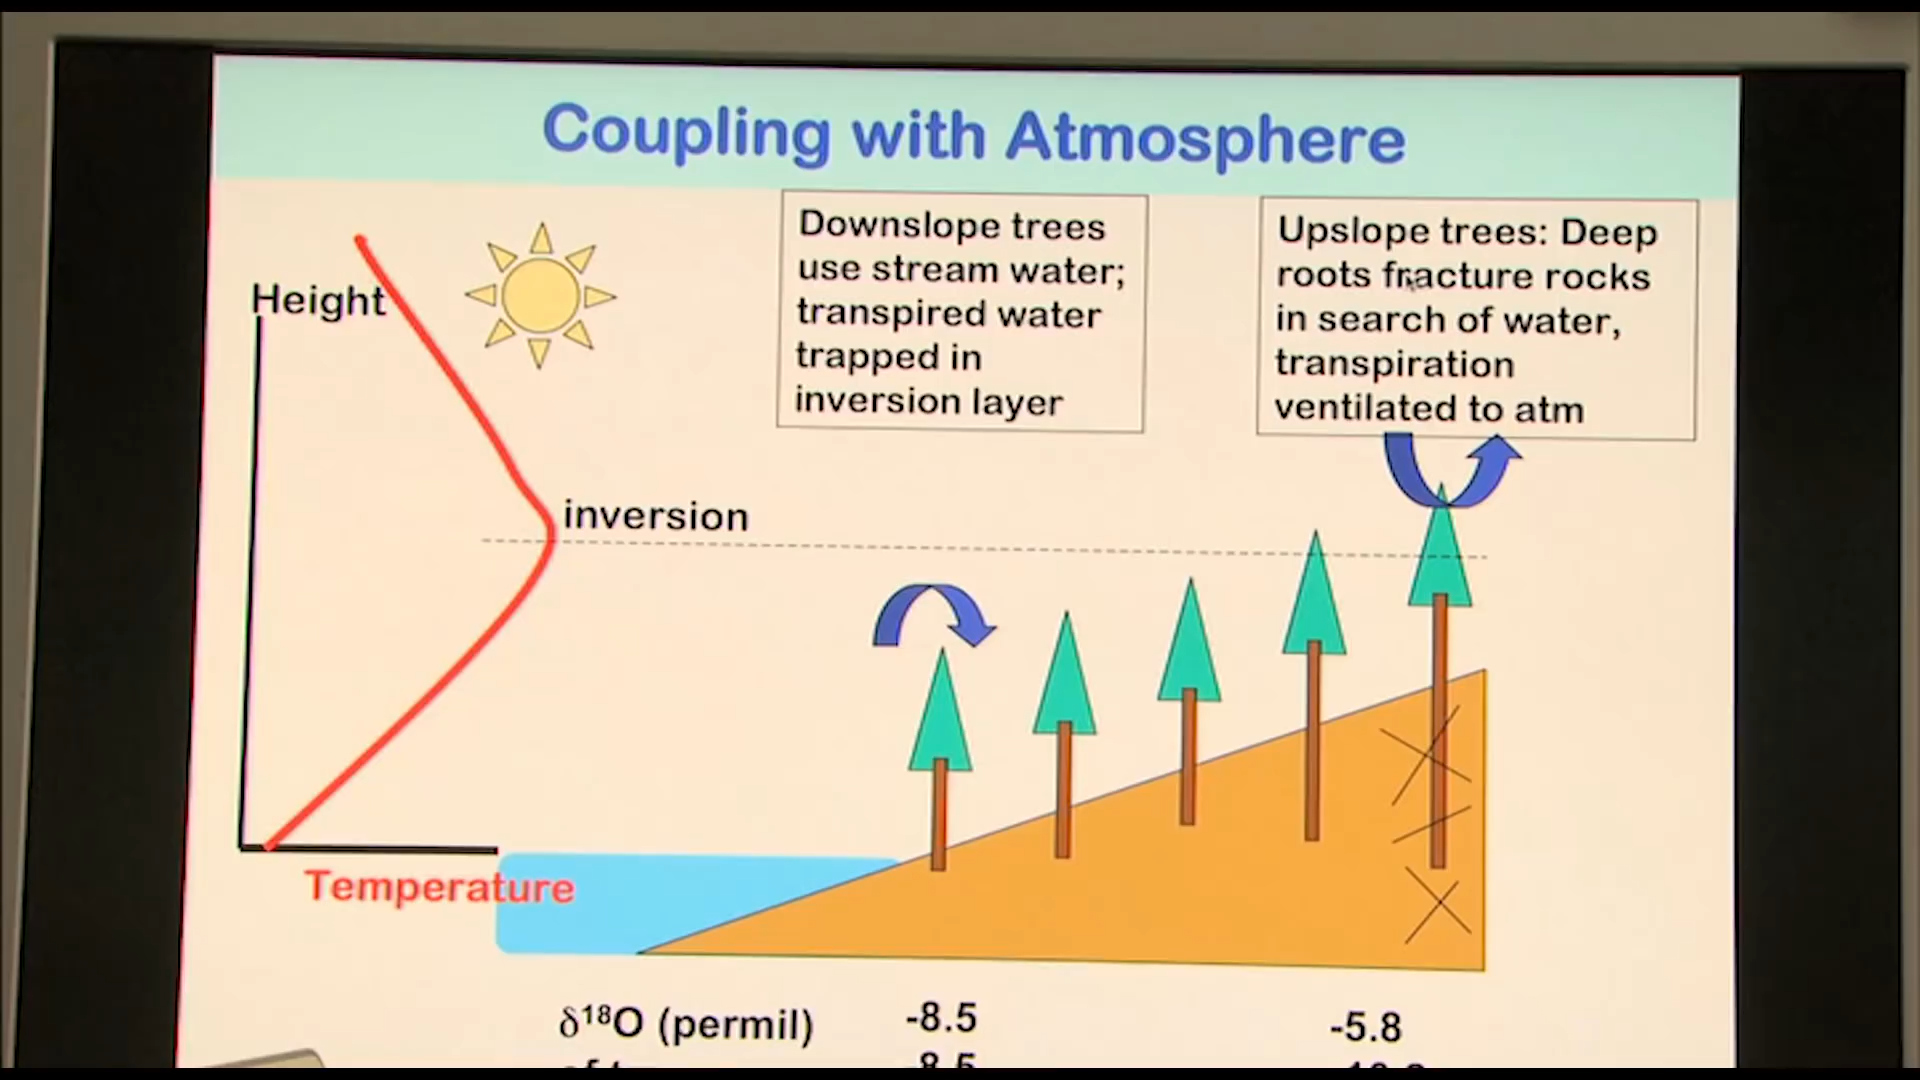 Coupling with Atmosphere
Downslope trees
use stream water;
transpired water
trapped in
inversion layer
Upslope trees: Deep
roots fracture rocks
in search of water,
transpiration
ventilated to atm
Height
inversion
Temperature
δ¹⁸O (permil) -8.5 -5.8